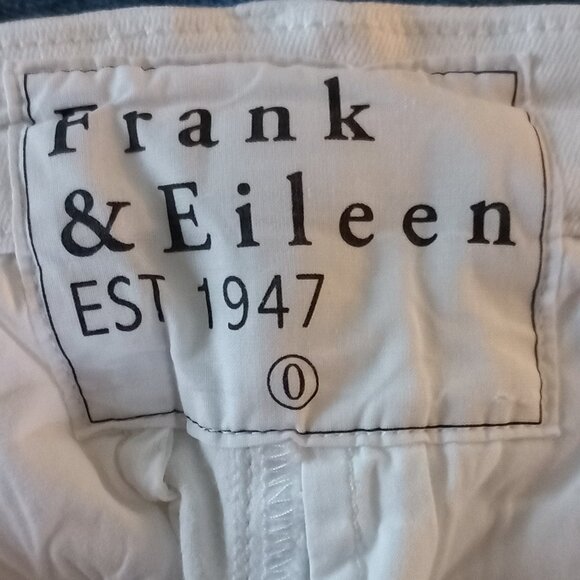 Frank
& Eileen
EST 1947
0